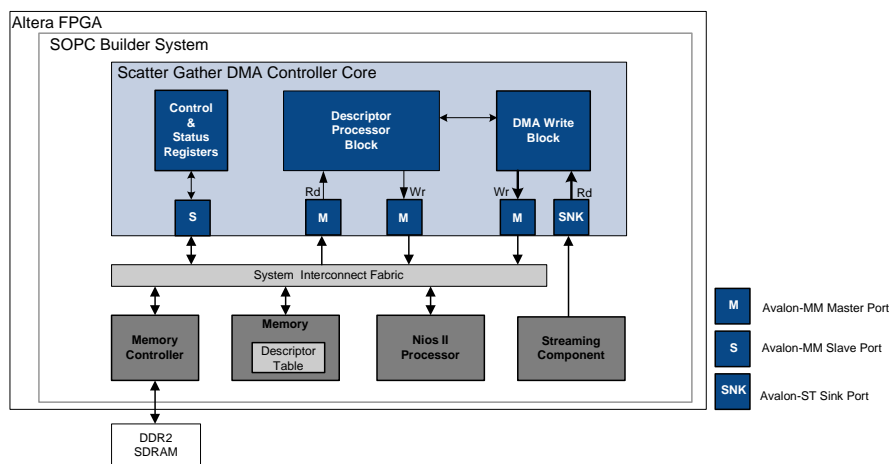 Altera FPGA
SOPC Builder System
Scatter Gather DMA Controller Core
Control
&
Status
Registers
Descriptor
Processor
Block
DMA Write
Block
Rd
Wr
Wr
Rd
S
M
M
M
SNK
System Interconnect Fabric
Memory
Controller
Memory
Descriptor
Table
Nios II
Processor
Streaming
Component
DDR2
SDRAM
M
Avalon-MM Master Port
S
Avalon-MM Slave Port
SNK
Avalon-ST Sink Port